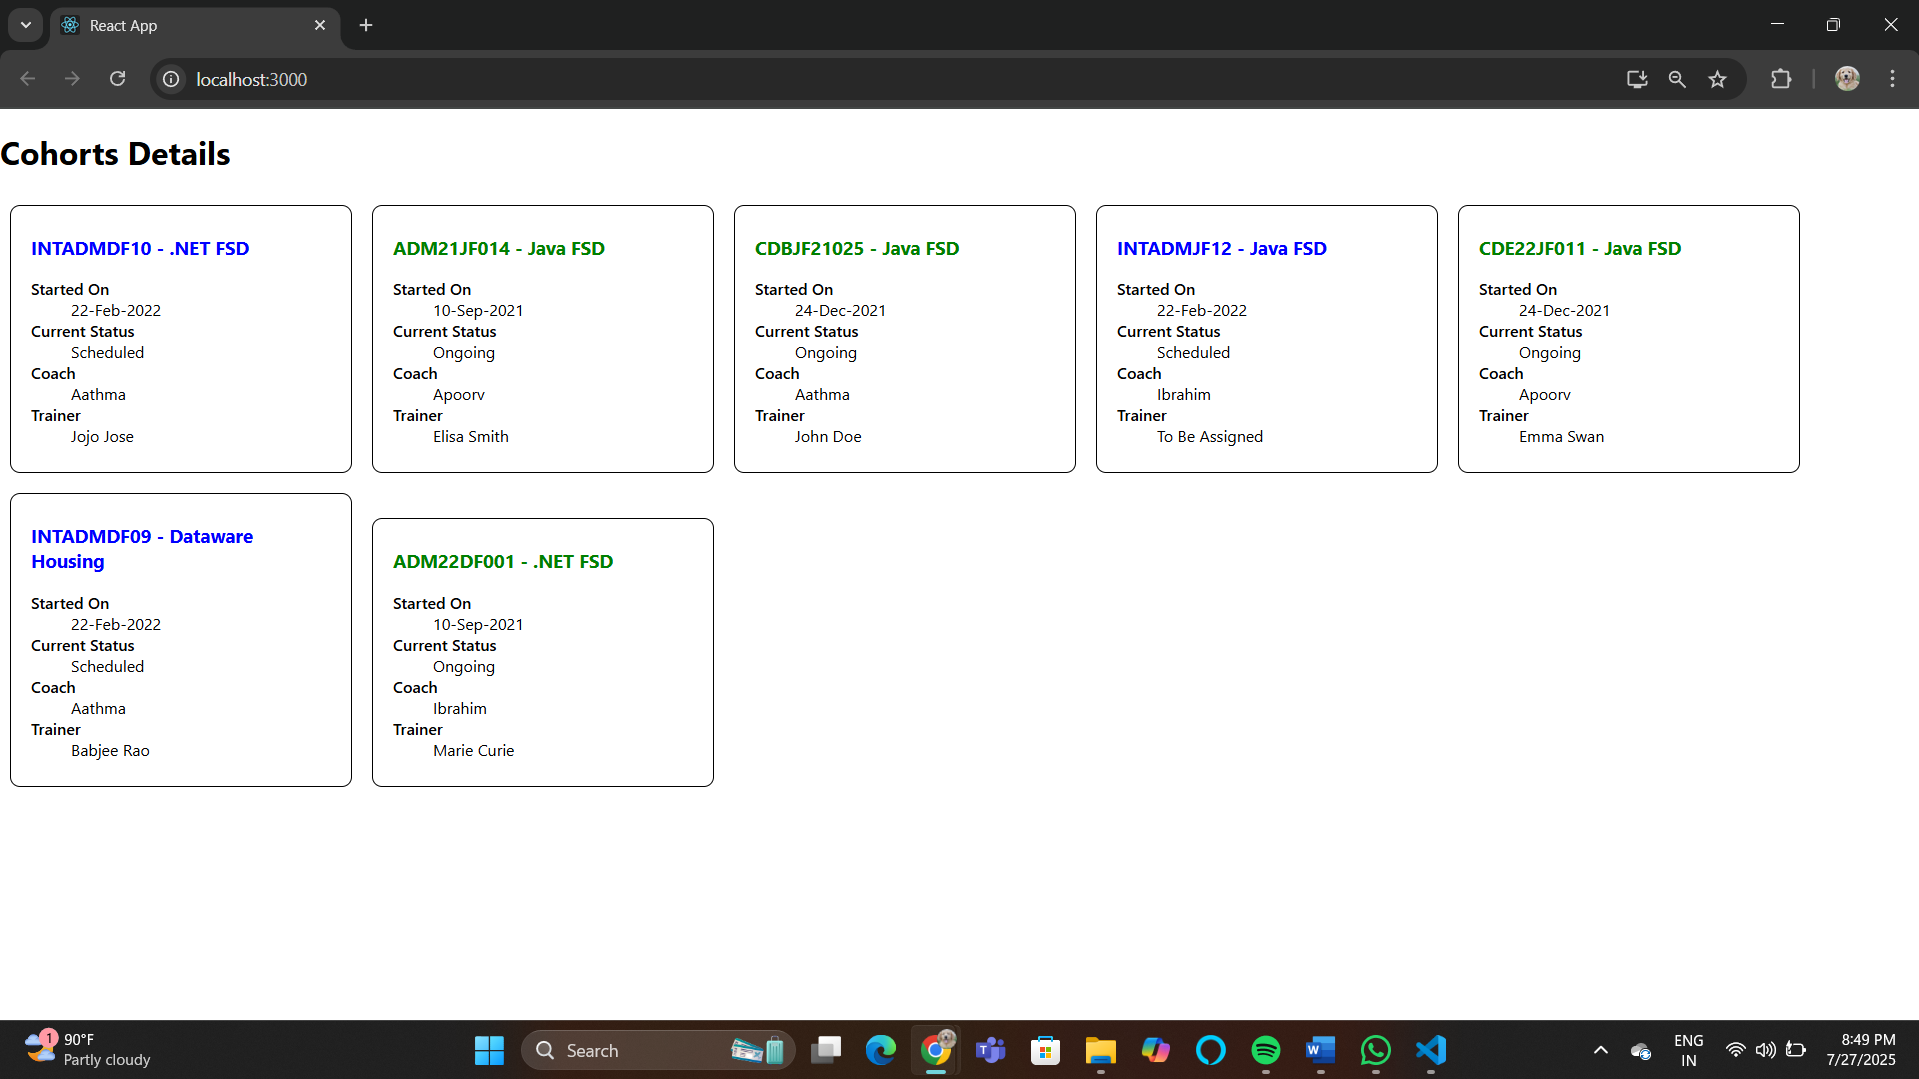 React App
localhost:3000
Cohorts Details
INTADMDF10 - .NET FSD
Started On
22-Feb-2022
Current Status
Scheduled
Coach
Aathma
Trainer
Jojo Jose
ADM21JF014 - Java FSD
Started On
10-Sep-2021
Current Status
Ongoing
Coach
Apoorv
Trainer
Elisa Smith
CDBJF21025 - Java FSD
Started On
24-Dec-2021
Current Status
Ongoing
Coach
Aathma
Trainer
John Doe
INTADMJF12 - Java FSD
Started On
22-Feb-2022
Current Status
Scheduled
Coach
Ibrahim
Trainer
To Be Assigned
CDE22JF011 - Java FSD
Started On
24-Dec-2021
Current Status
Ongoing
Coach
Apoorv
Trainer
Emma Swan
INTADMDF09 - Dataware
Housing
Started On
22-Feb-2022
Current Status
Scheduled
Coach
Aathma
Trainer
Babjee Rao
ADM22DF001 - .NET FSD
Started On
10-Sep-2021
Current Status
Ongoing
Coach
Ibrahim
Trainer
Marie Curie
1
90°F
Partly cloudy
Search
ENG
IN
8:49 PM
7/27/2025